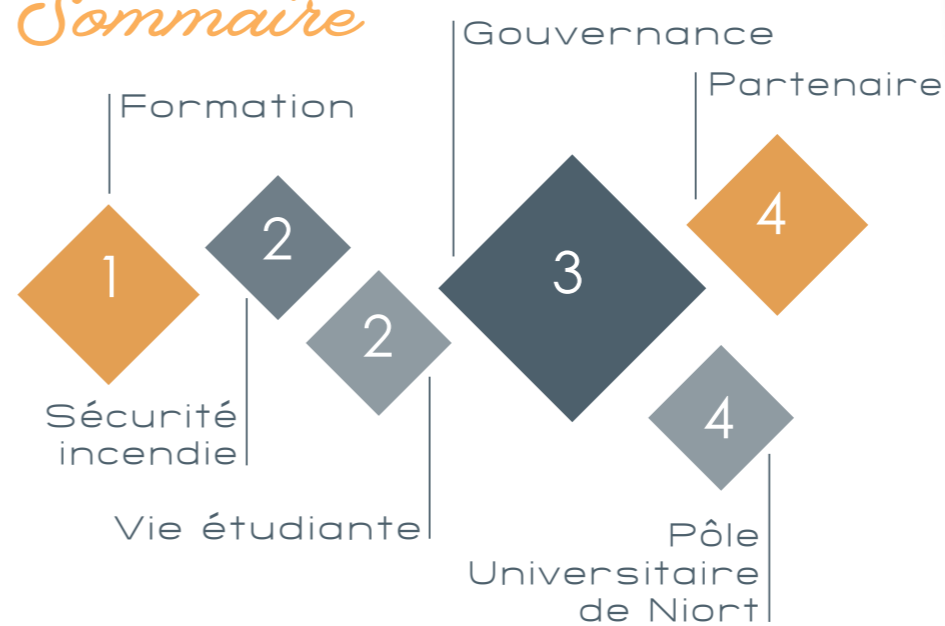 Sommaire
Gouvernance
Partenaire
Formation
1
2
2
3
4
4
Sécurité
incendie
Vie étudiante
Pôle
Universitaire
de Niort